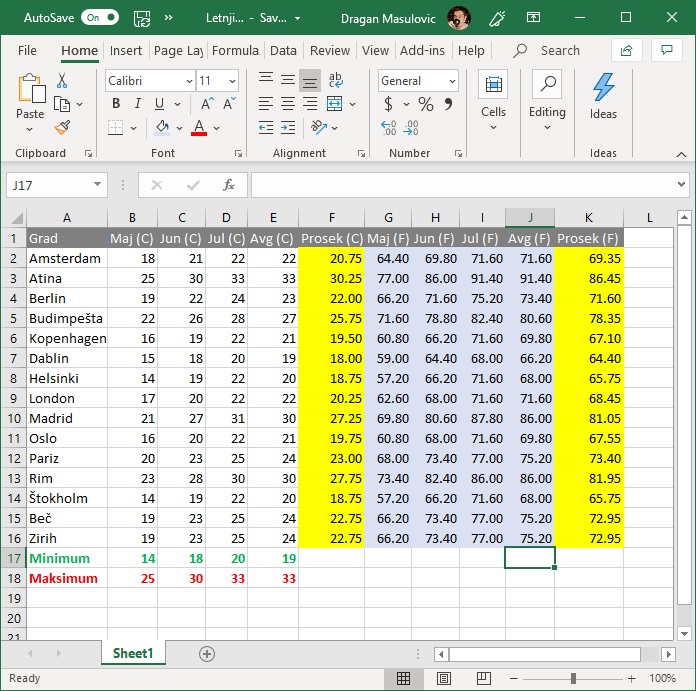 AutoSave On » Letnji... - Sav... Dragan Masulovic
File Home Insert Page Lay Formula Data Review View Add-ins Help Search
Calibri 11 ab c General
Paste B I U A A A $ % 9 Cells Editing Ideas
←0 .00 .00 →0
Clipboard Font Alignment Number Ideas
J17 fx
A B C D E F G H I J K L
1 Grad Maj (C) Jun (C) Jul (C) Avg (C) Prosek (C) Maj (F) Jun (F) Jul (F) Avg (F) Prosek (F)
2 Amsterdam 18 21 22 22 20.75 64.40 69.80 71.60 71.60 69.35
3 Atina 25 30 33 33 30.25 77.00 86.00 91.40 91.40 86.45
4 Berlin 19 22 24 23 22.00 66.20 71.60 75.20 73.40 71.60
5 Budimpešta 22 26 28 27 25.75 71.60 78.80 82.40 80.60 78.35
6 Kopenhagen 16 19 22 21 19.50 60.80 66.20 71.60 69.80 67.10
7 Dablin 15 18 20 19 18.00 59.00 64.40 68.00 66.20 64.40
8 Helsinki 14 19 22 20 18.75 57.20 66.20 71.60 68.00 65.75
9 London 17 20 22 22 20.25 62.60 68.00 71.60 71.60 68.45
10 Madrid 21 27 31 30 27.25 69.80 80.60 87.80 86.00 81.05
11 Oslo 16 20 22 21 19.75 60.80 68.00 71.60 69.80 67.55
12 Pariz 20 23 25 24 23.00 68.00 73.40 77.00 75.20 73.40
13 Rim 23 28 30 30 27.75 73.40 82.40 86.00 86.00 81.95
14 Štokholm 14 19 22 20 18.75 57.20 66.20 71.60 68.00 65.75
15 Beč 19 23 25 24 22.75 66.20 73.40 77.00 75.20 72.95
16 Zirih 19 23 25 24 22.75 66.20 73.40 77.00 75.20 72.95
17 Minimum 14 18 20 19
18 Maksimum 25 30 33 33
19
20
21
Sheet1
Ready 100%